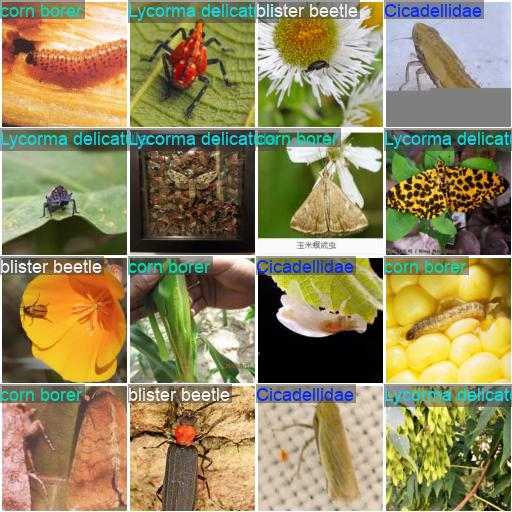 corn borer
Lycorma delicat
blister beetle
Cicadellidae
Lycorma delicat
Lycorma delicat
corn borer
Lycorma delicat
玉米螟成虫
blister beetle
corn borer
Cicadellidae
corn borer
corn borer
blister beetle
Cicadellidae
Lycorma delicat